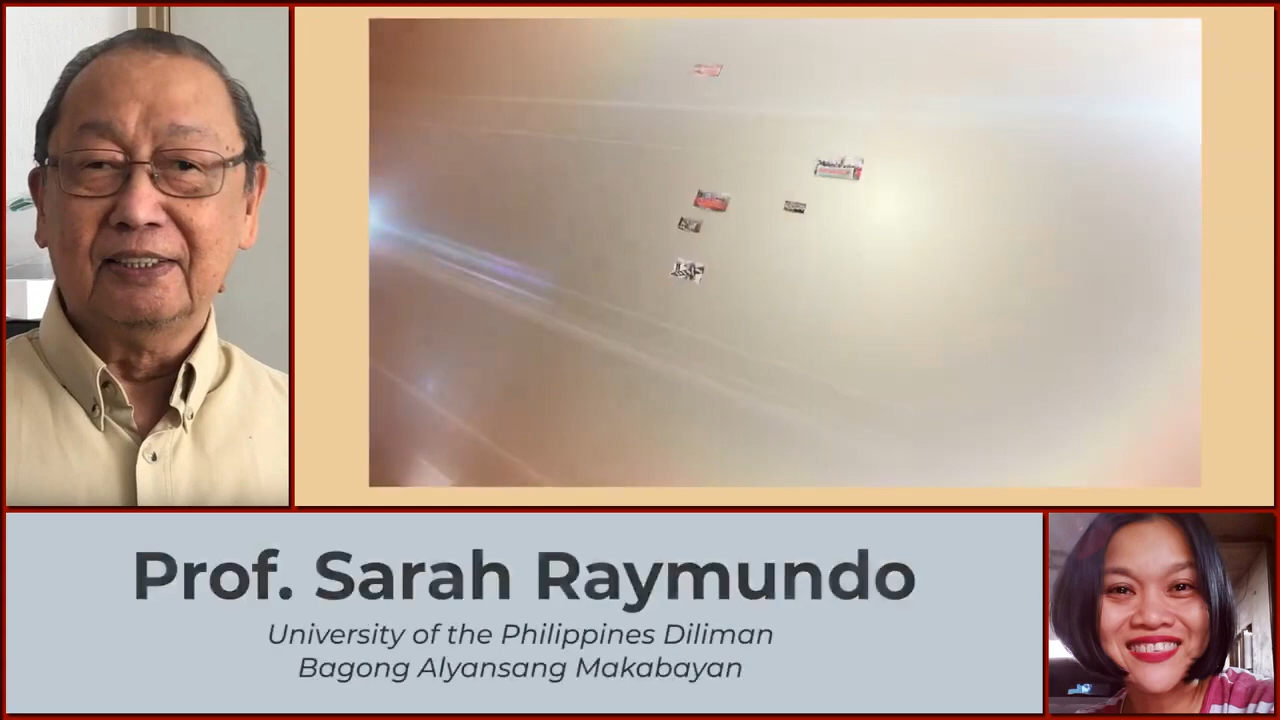 Prof. Sarah Raymundo
University of the Philippines Diliman
Bagong Alyansang Makabayan